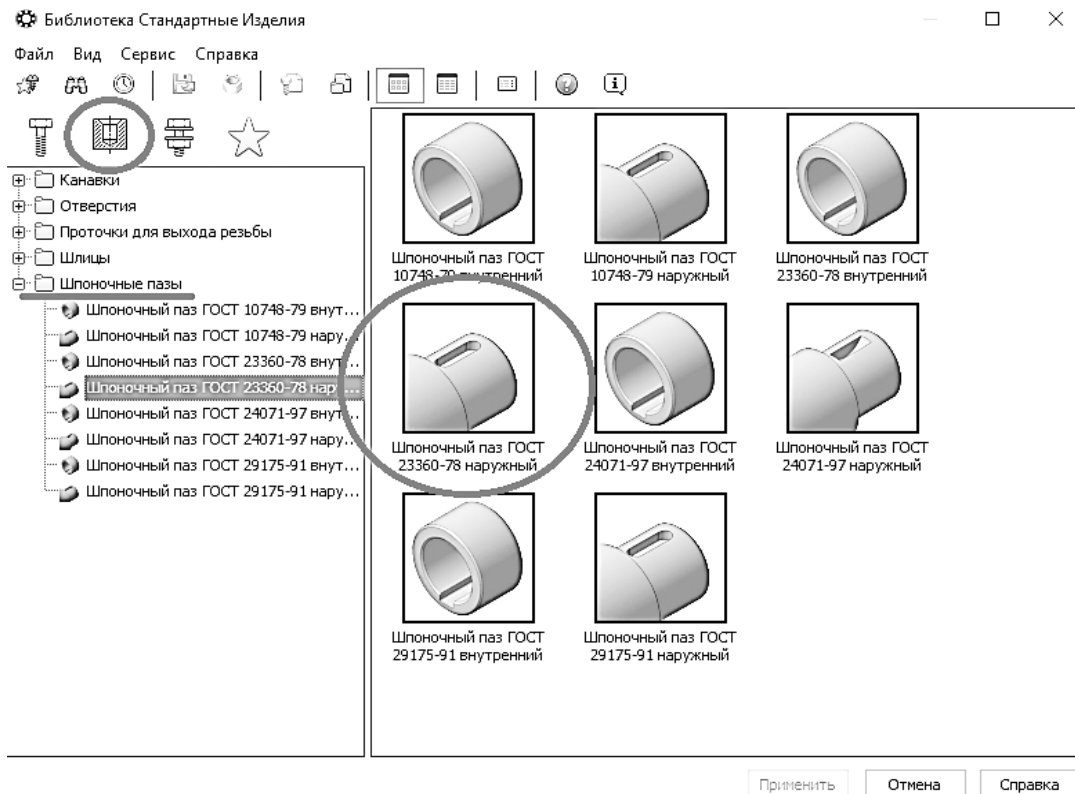 Библиотека Стандартные Изделия
Файл Вид Сервис Справка
Канавки
Отверстия
Проточки для выхода резьбы
Шлицы
Шпоночные пазы
Шпоночный паз ГОСТ 10748-79 внут...
Шпоночный паз ГОСТ 10748-79 нару...
Шпоночный паз ГОСТ 23360-78 внут...
Шпоночный паз ГОСТ 23360-78 нару...
Шпоночный паз ГОСТ 24071-97 внут...
Шпоночный паз ГОСТ 24071-97 нару...
Шпоночный паз ГОСТ 29175-91 внут...
Шпоночный паз ГОСТ 29175-91 нару...
Шпоночный паз ГОСТ
10748-79 внутренний
Шпоночный паз ГОСТ
10748-79 наружный
Шпоночный паз ГОСТ
23360-78 внутренний
Шпоночный паз ГОСТ
23360-78 наружный
Шпоночный паз ГОСТ
24071-97 внутренний
Шпоночный паз ГОСТ
24071-97 наружный
Шпоночный паз ГОСТ
29175-91 внутренний
Шпоночный паз ГОСТ
29175-91 наружный
Применить Отмена Справка